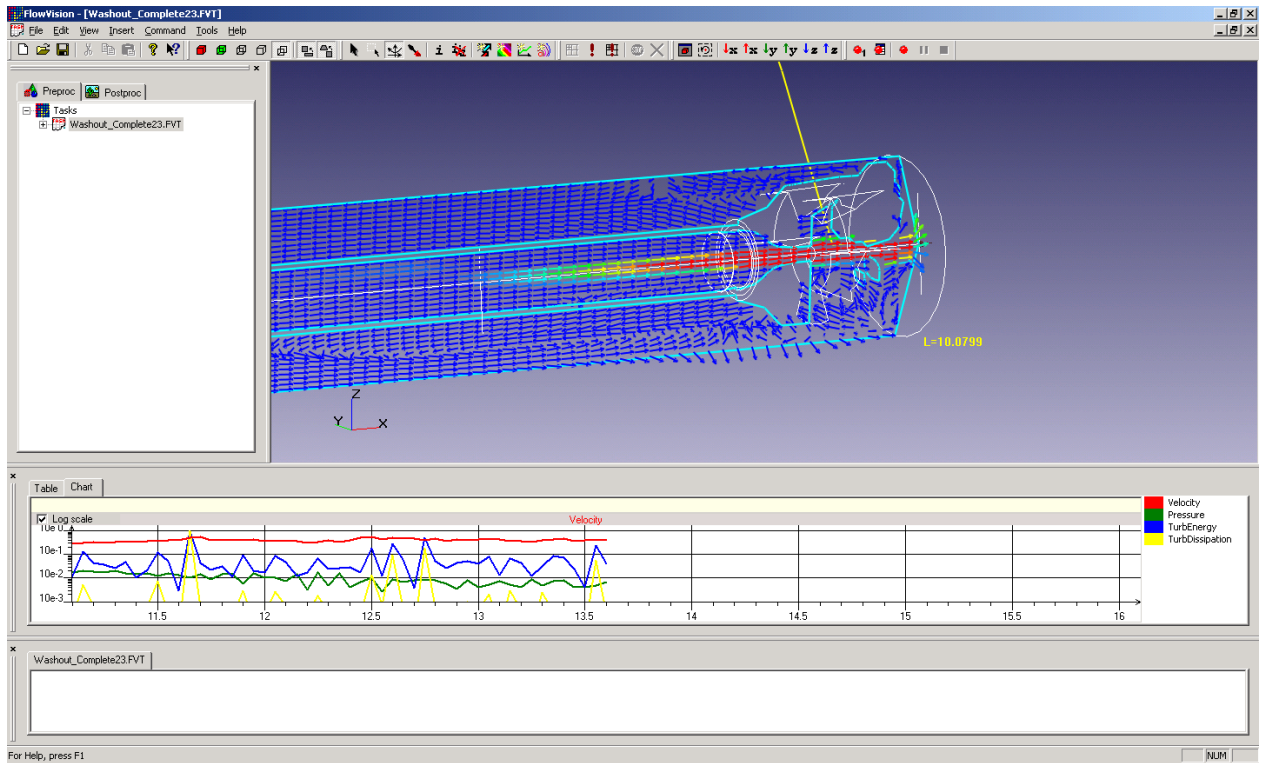 FlowVision - [Washout_Complete23.FVT]
File Edit View Insert Command Tools Help
Preproc Postproc
Tasks
Washout_Complete23.FVT
L=10.0799
Z
Y X
Table Chart
Log scale
Velocity
10e 0
10e-1
10e-2
10e-3
11.5 12 12.5 13 13.5 14 14.5 15 15.5 16
Velocity
Pressure
TurbEnergy
TurbDissipation
Washout_Complete23.FVT
For Help, press F1
NUM